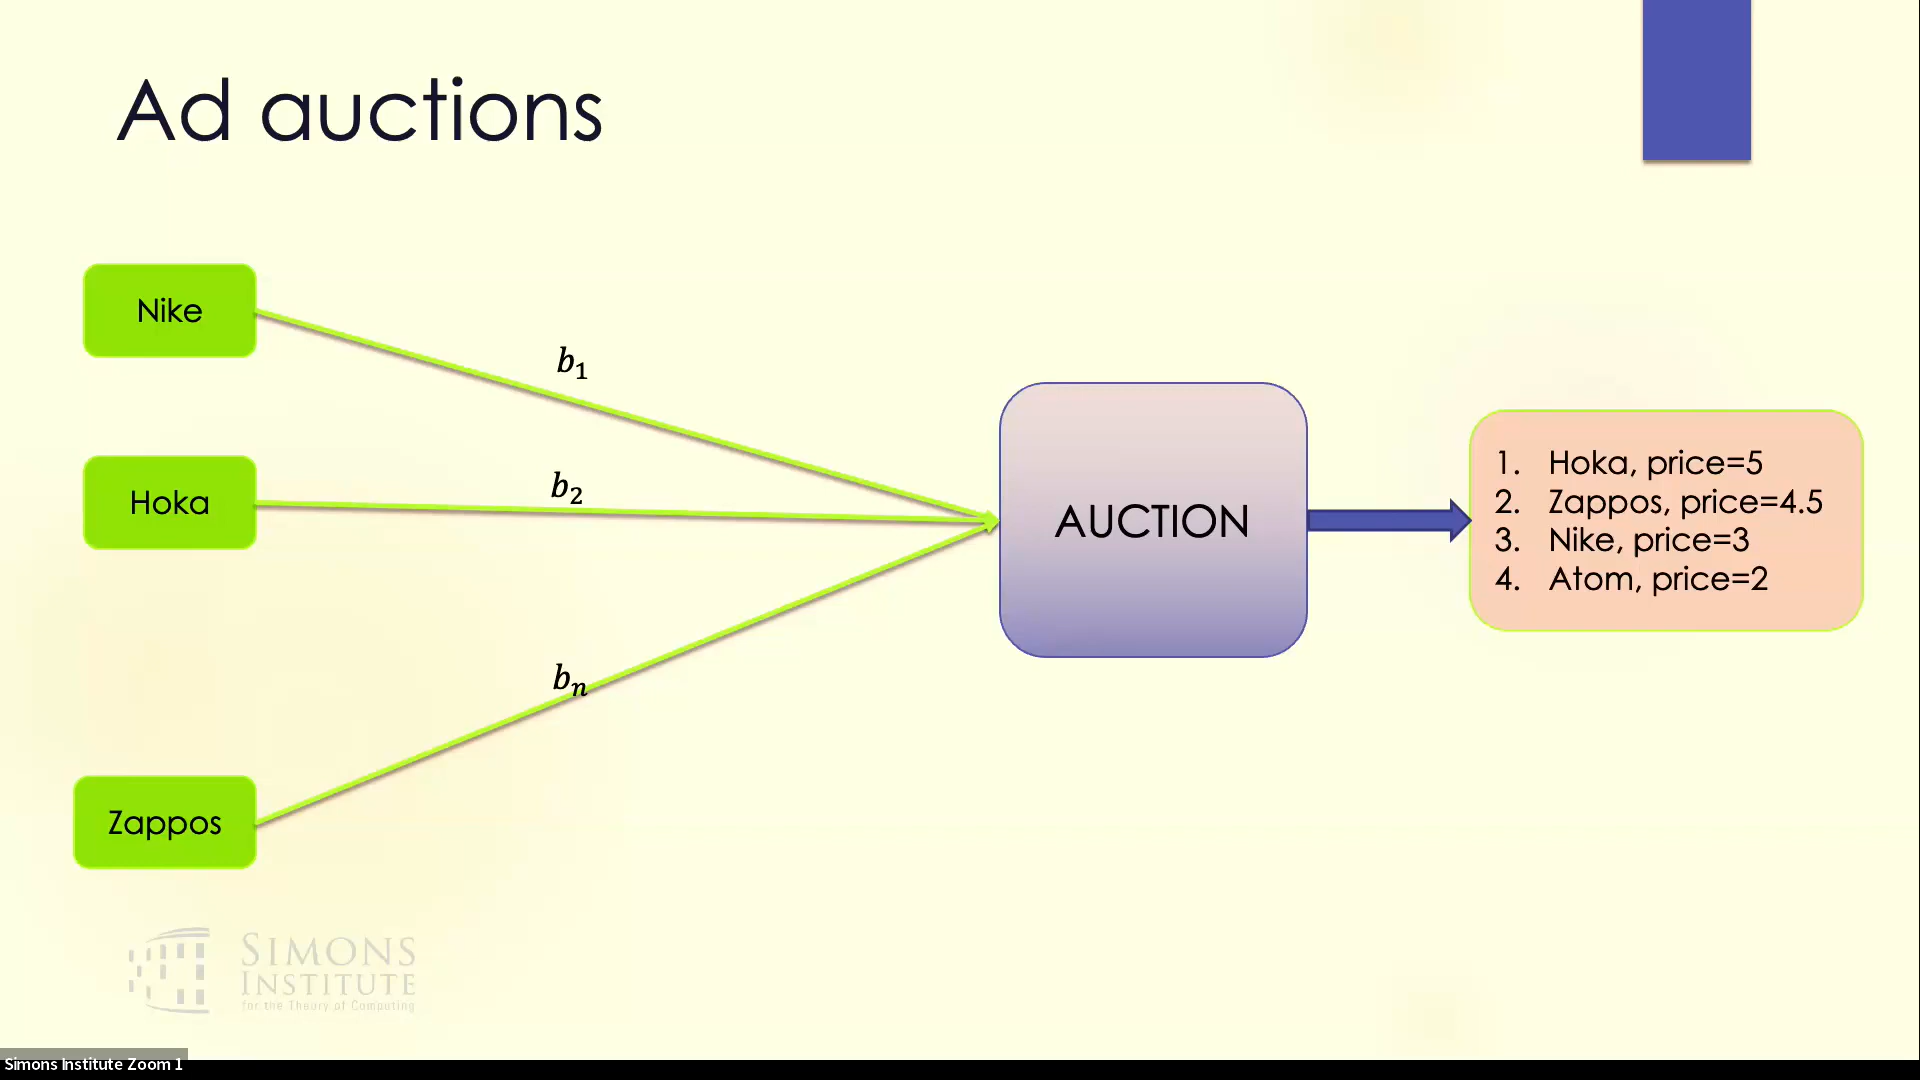 Ad auctions
Nike
b₁
Hoka
b₂
AUCTION
1. Hoka, price=5
2. Zappos, price=4.5
3. Nike, price=3
4. Atom, price=2
bₙ
Zappos
SIMONS
INSTITUTE
for the Theory of Computing
Simons Institute Zoom 1